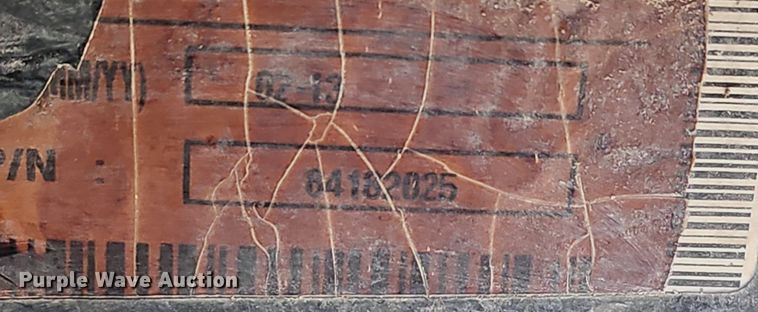 (MM/YY) 02-13
P/N : 84182025
Purple Wave Auction